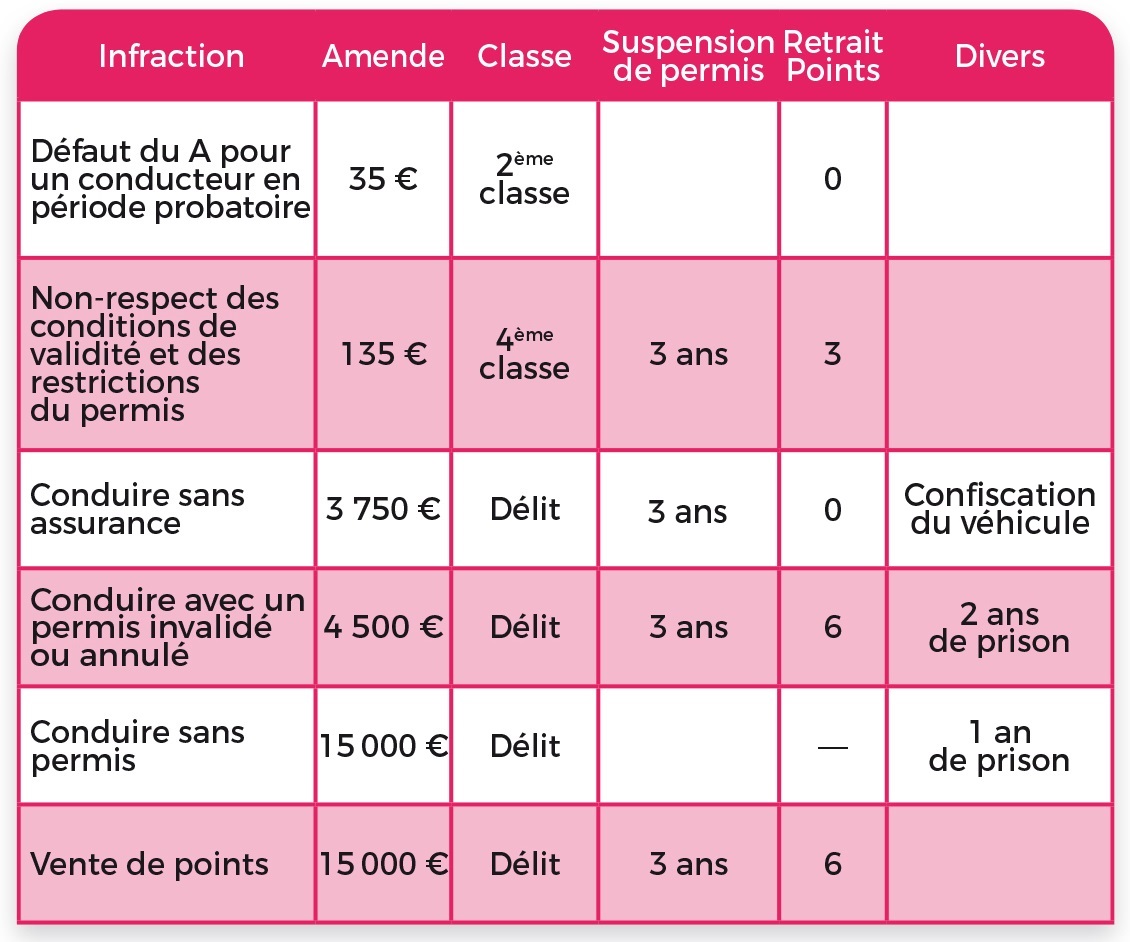 Infraction
Amende
Classe
Suspension
de permis
Retrait
Points
Divers
Défaut du A pour
un conducteur en
période probatoire
35 €
2ème
classe
0
Non-respect des
conditions de
validité et des
restrictions
du permis
135 €
4ème
classe
3 ans
3
Conduire sans
assurance
3 750 €
Délit
3 ans
0
Confiscation
du véhicule
Conduire avec un
permis invalidé
ou annulé
4 500 €
Délit
3 ans
6
2 ans
de prison
Conduire sans
permis
15 000 €
Délit
—
1 an
de prison
Vente de points
15 000 €
Délit
3 ans
6